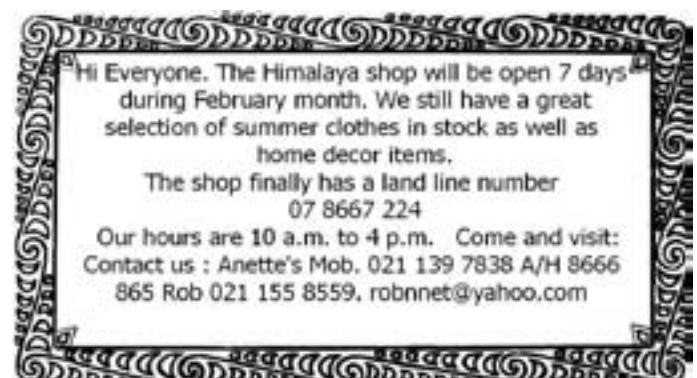 Hi Everyone. The Himalaya shop will be open 7 days
during February month. We still have a great
selection of summer clothes in stock as well as
home decor items.
The shop finally has a land line number
07 8667 224
Our hours are 10 a.m. to 4 p.m. Come and visit:
Contact us : Anette's Mob. 021 139 7838 A/H 8666
865 Rob 021 155 8559. robnnet@yahoo.com